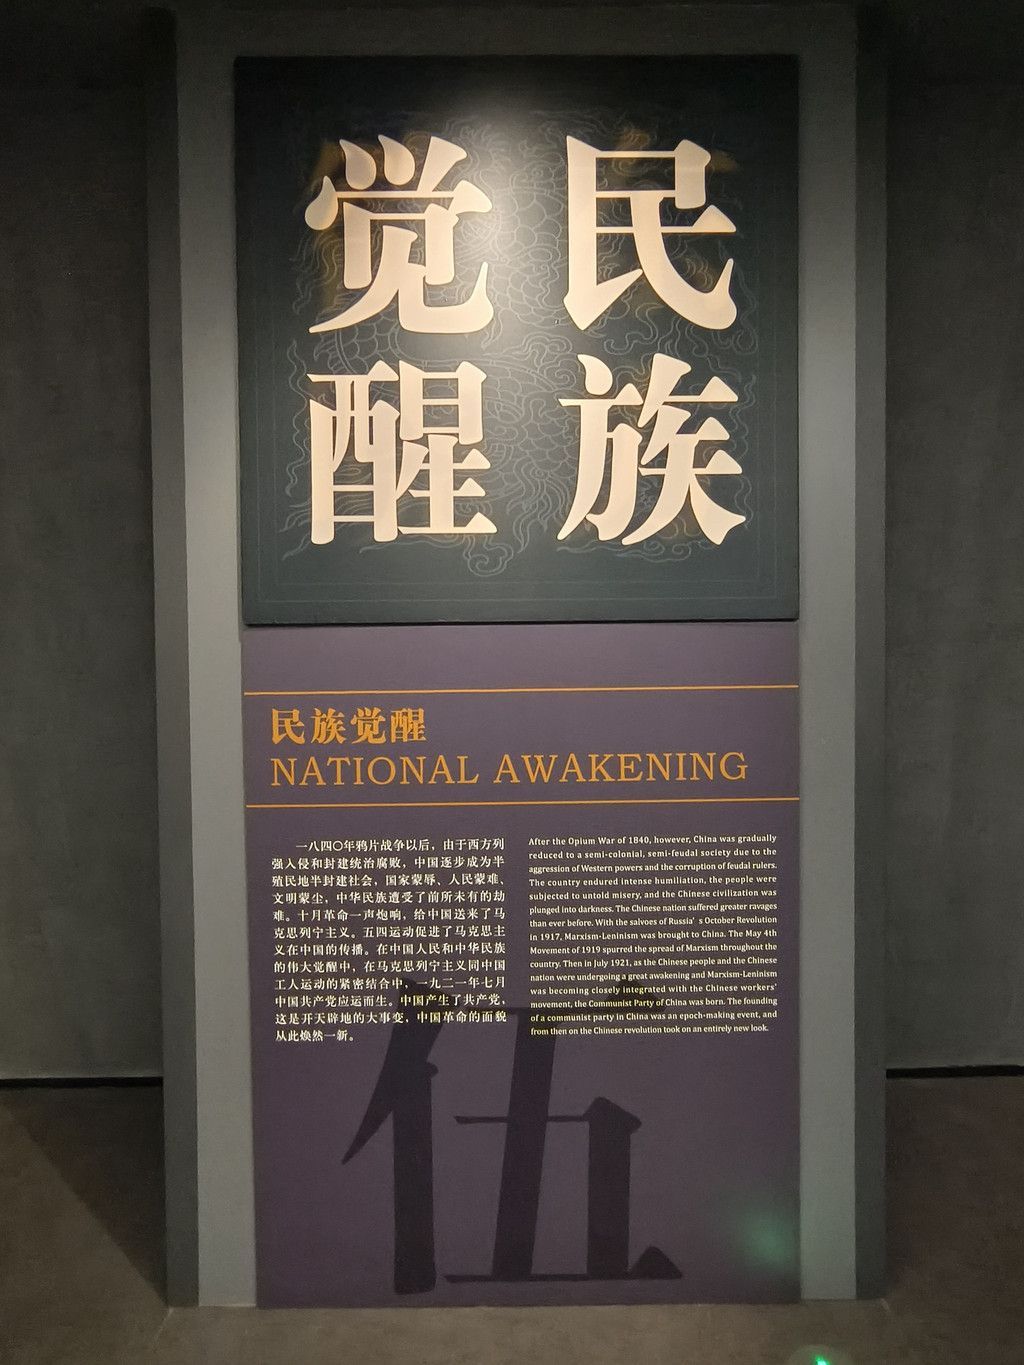 民族
觉醒
民族觉醒
NATIONAL AWAKENING
一八四〇年鸦片战争以后，由于西方列
强入侵和封建统治腐败，中国逐步成为半
殖民地半封建社会，国家蒙辱、人民蒙难、
文明蒙尘，中华民族遭受了前所未有的劫
难。十月革命一声炮响，给中国送来了马
克思列宁主义。五四运动促进了马克思主
义在中国的传播。在中国人民和中华民族
的伟大觉醒中，在马克思列宁主义同中国
工人运动的紧密结合中，一九二一年七月
中国共产党应运而生。中国产生了共产党，
这是开天辟地的大事变，中国革命的面貌
从此焕然一新。
After the Opium War of 1840, however, China was gradually
reduced to a semi-colonial, semi-feudal society due to the
aggression of Western powers and the corruption of feudal rulers.
The country endured intense humiliation, the people were
subjected to untold misery, and the Chinese civilization was
plunged into darkness. The Chinese nation suffered greater ravages
than ever before. With the salvoes of Russia' s October Revolution
in 1917, Marxism-Leninism was brought to China. The May 4th
Movement of 1919 spurred the spread of Marxism throughout the
country. Then in July 1921, as the Chinese people and the Chinese
nation were undergoing a great awakening and Marxism-Leninism
was becoming closely integrated with the Chinese workers'
movement, the Communist Party of China was born. The founding
of a communist party in China was an epoch-making event, and
from then on the Chinese revolution took on an entirely new look.
伍